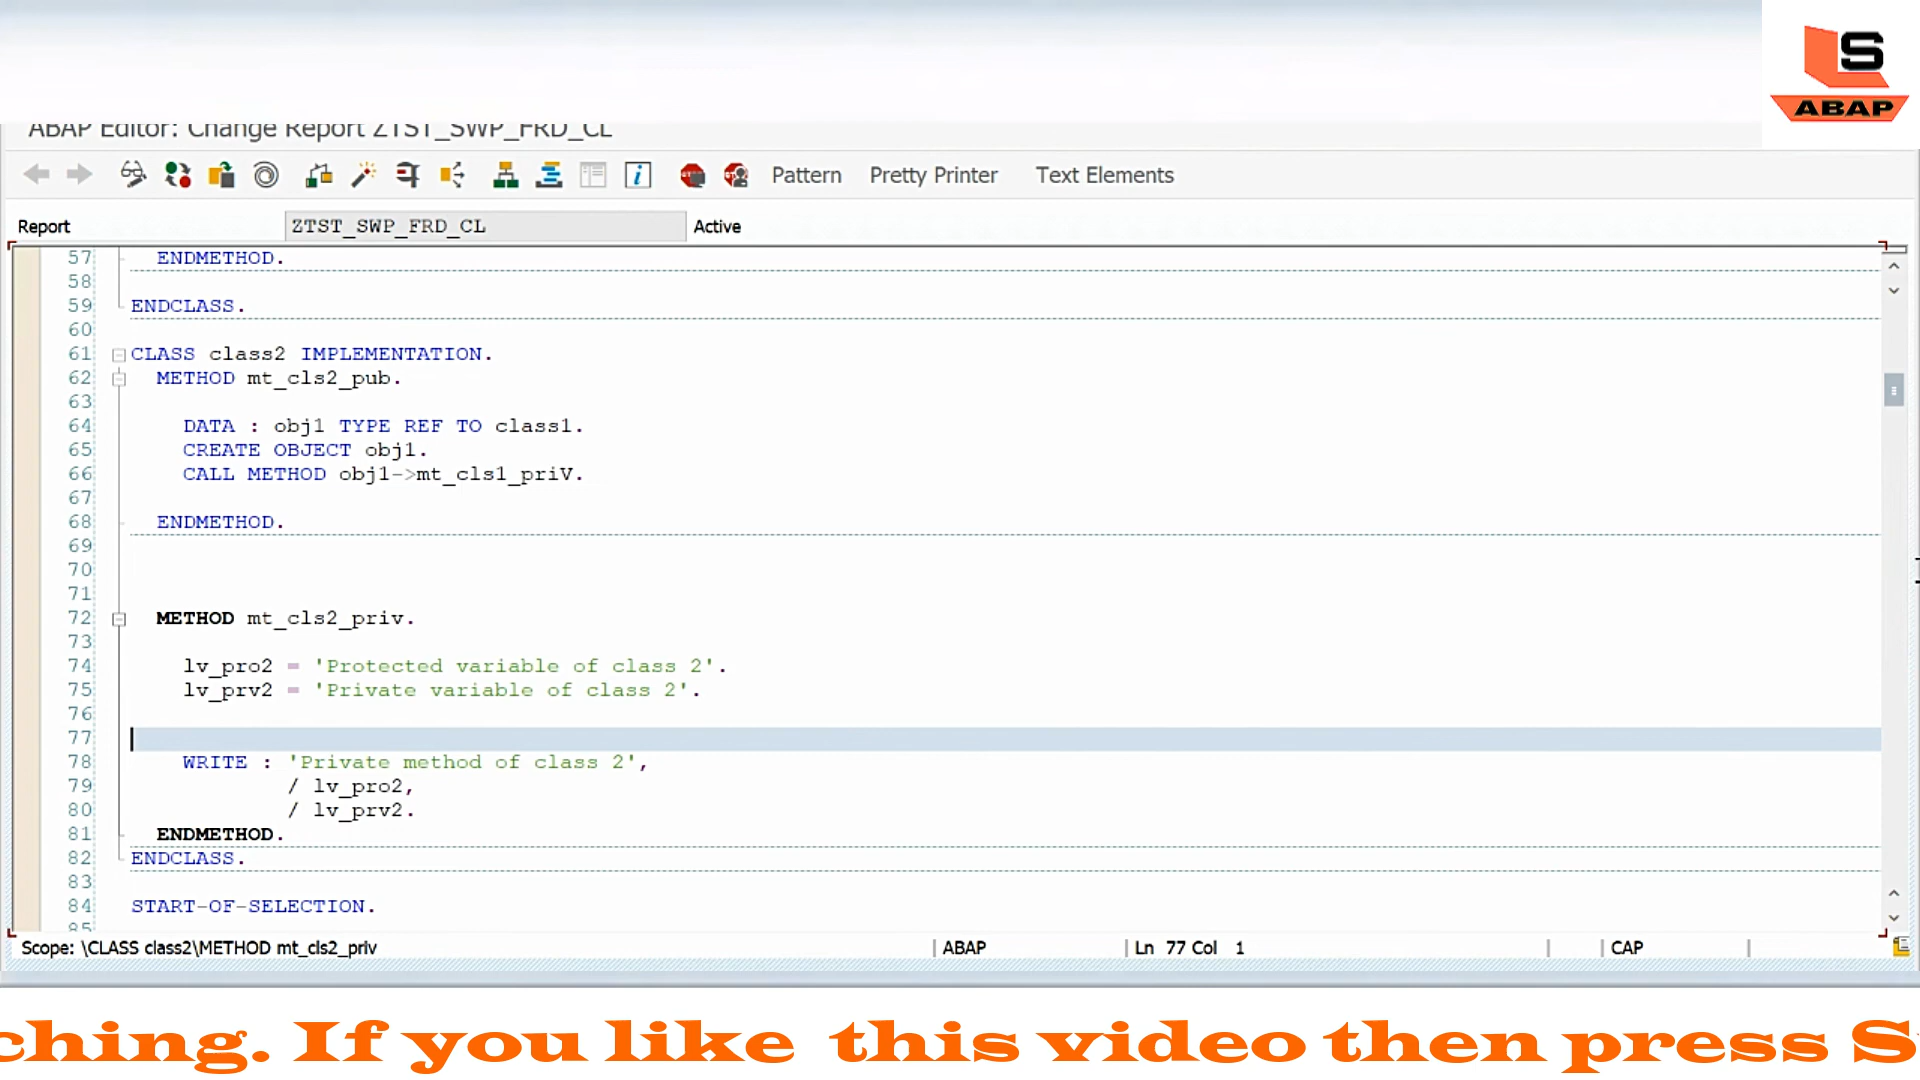 S
ABAP
ABAP Editor: Change Report ZTST_SWP_FRD_CL
Pattern Pretty Printer Text Elements
Report ZTST_SWP_FRD_CL Active
57 ENDMETHOD.
58
59 ENDCLASS.
60
61 CLASS class2 IMPLEMENTATION.
62 METHOD mt_cls2_pub.
63
64 DATA : obj1 TYPE REF TO class1.
65 CREATE OBJECT obj1.
66 CALL METHOD obj1->mt_cls1_priV.
67
68 ENDMETHOD.
69
70
71
72 METHOD mt_cls2_priv.
73
74 lv_pro2 = 'Protected variable of class 2'.
75 lv_prv2 = 'Private variable of class 2'.
76
77
78 WRITE : 'Private method of class 2',
79 / lv_pro2,
80 / lv_prv2.
81 ENDMETHOD.
82 ENDCLASS.
83
84 START-OF-SELECTION.
85
Scope: \CLASS class2\METHOD mt_cls2_priv ABAP Ln 77 Col 1 CAP
ching. If you like this video then press S